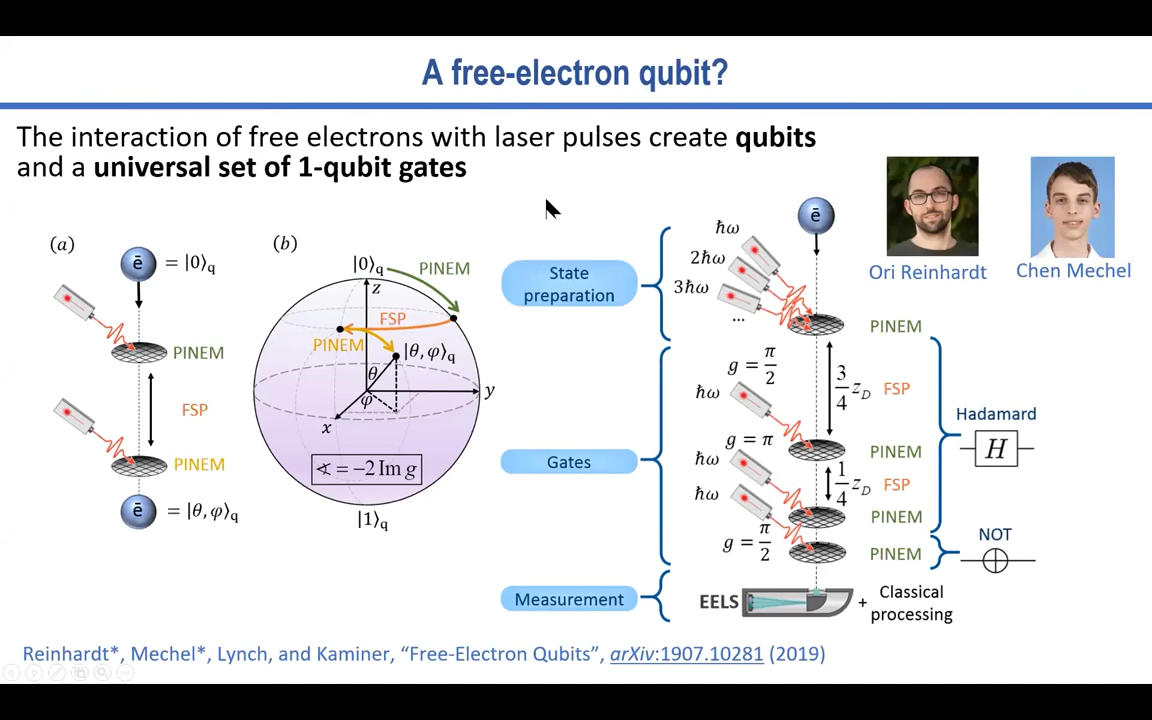 A free-electron qubit?
The interaction of free electrons with laser pulses create qubits
and a universal set of 1-qubit gates
(a)
ē = |0⟩q
PINEM
FSP
PINEM
ē = |θ,φ⟩q
(b)
|0⟩q
z
PINEM
FSP
PINEM
|θ,φ⟩q
θ
φ
y
x
∢ = −2 Im g
|1⟩q
State
preparation
Gates
Measurement
ē
ħω
2ħω
3ħω
...
PINEM
g = π/2
ħω
3/4 zD
FSP
g = π
PINEM
ħω
1/4 zD
FSP
ħω
PINEM
g = π/2
PINEM
EELS
+ Classical
processing
Hadamard
H
NOT
Ori Reinhardt
Chen Mechel
Reinhardt*, Mechel*, Lynch, and Kaminer, “Free-Electron Qubits”, arXiv:1907.10281 (2019)